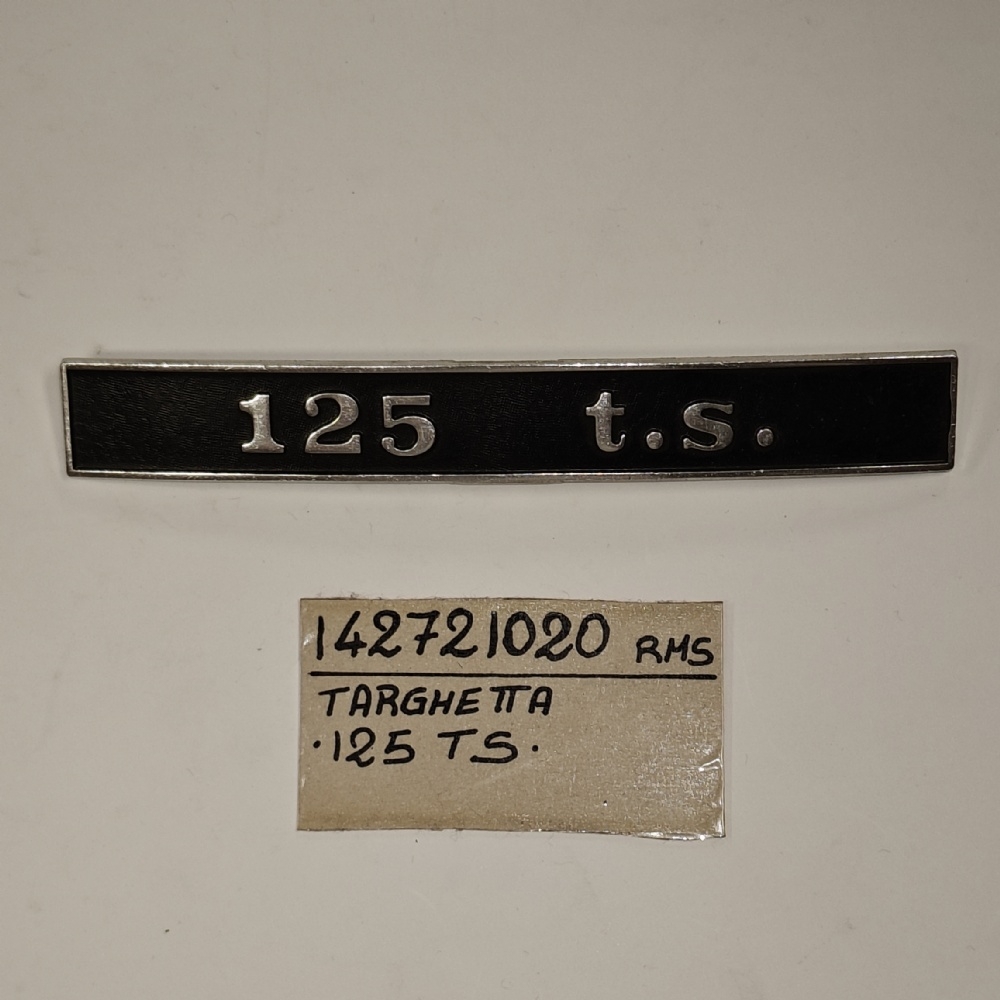 125 t.s.
142721020 RMS
TARGHETTA
·125 TS·